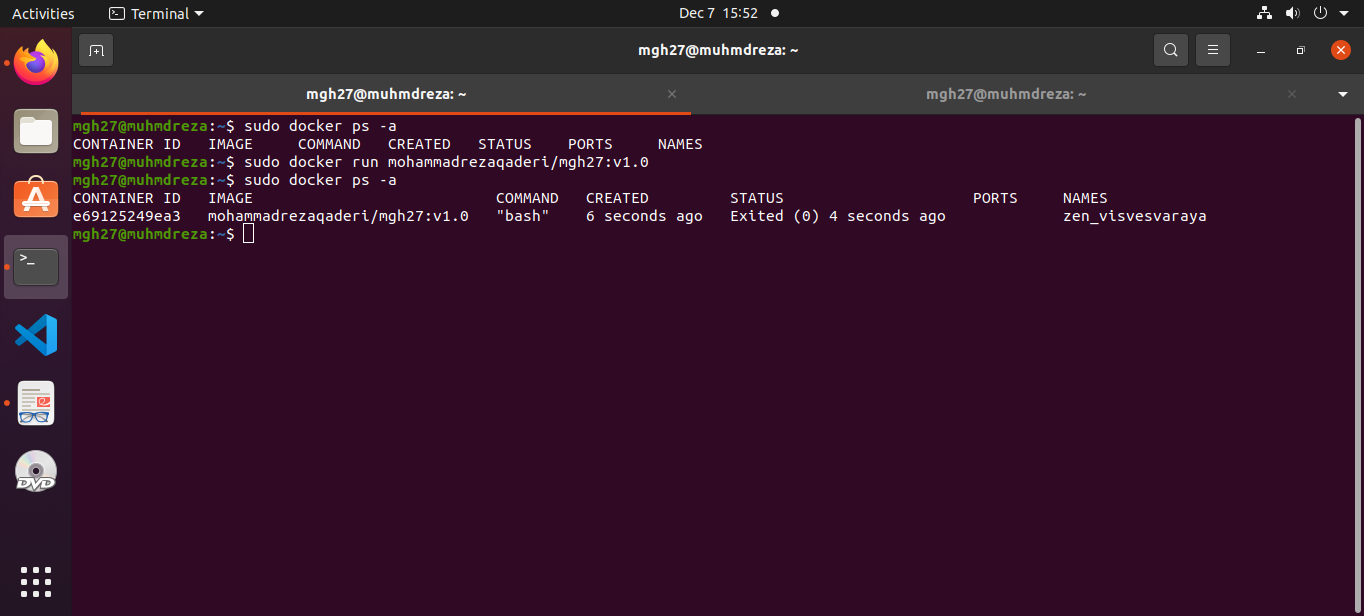 Activities Terminal Dec 7 15:52
mgh27@muhmdreza: ~
mgh27@muhmdreza: ~ mgh27@muhmdreza: ~
mgh27@muhmdreza:~$ sudo docker ps -a
CONTAINER ID   IMAGE     COMMAND   CREATED   STATUS    PORTS     NAMES
mgh27@muhmdreza:~$ sudo docker run mohammadrezaqaderi/mgh27:v1.0
mgh27@muhmdreza:~$ sudo docker ps -a
CONTAINER ID   IMAGE                           COMMAND   CREATED         STATUS                     PORTS     NAMES
e69125249ea3   mohammadrezaqaderi/mgh27:v1.0   "bash"    6 seconds ago   Exited (0) 4 seconds ago             zen_visvesvaraya
mgh27@muhmdreza:~$
>_
DVD